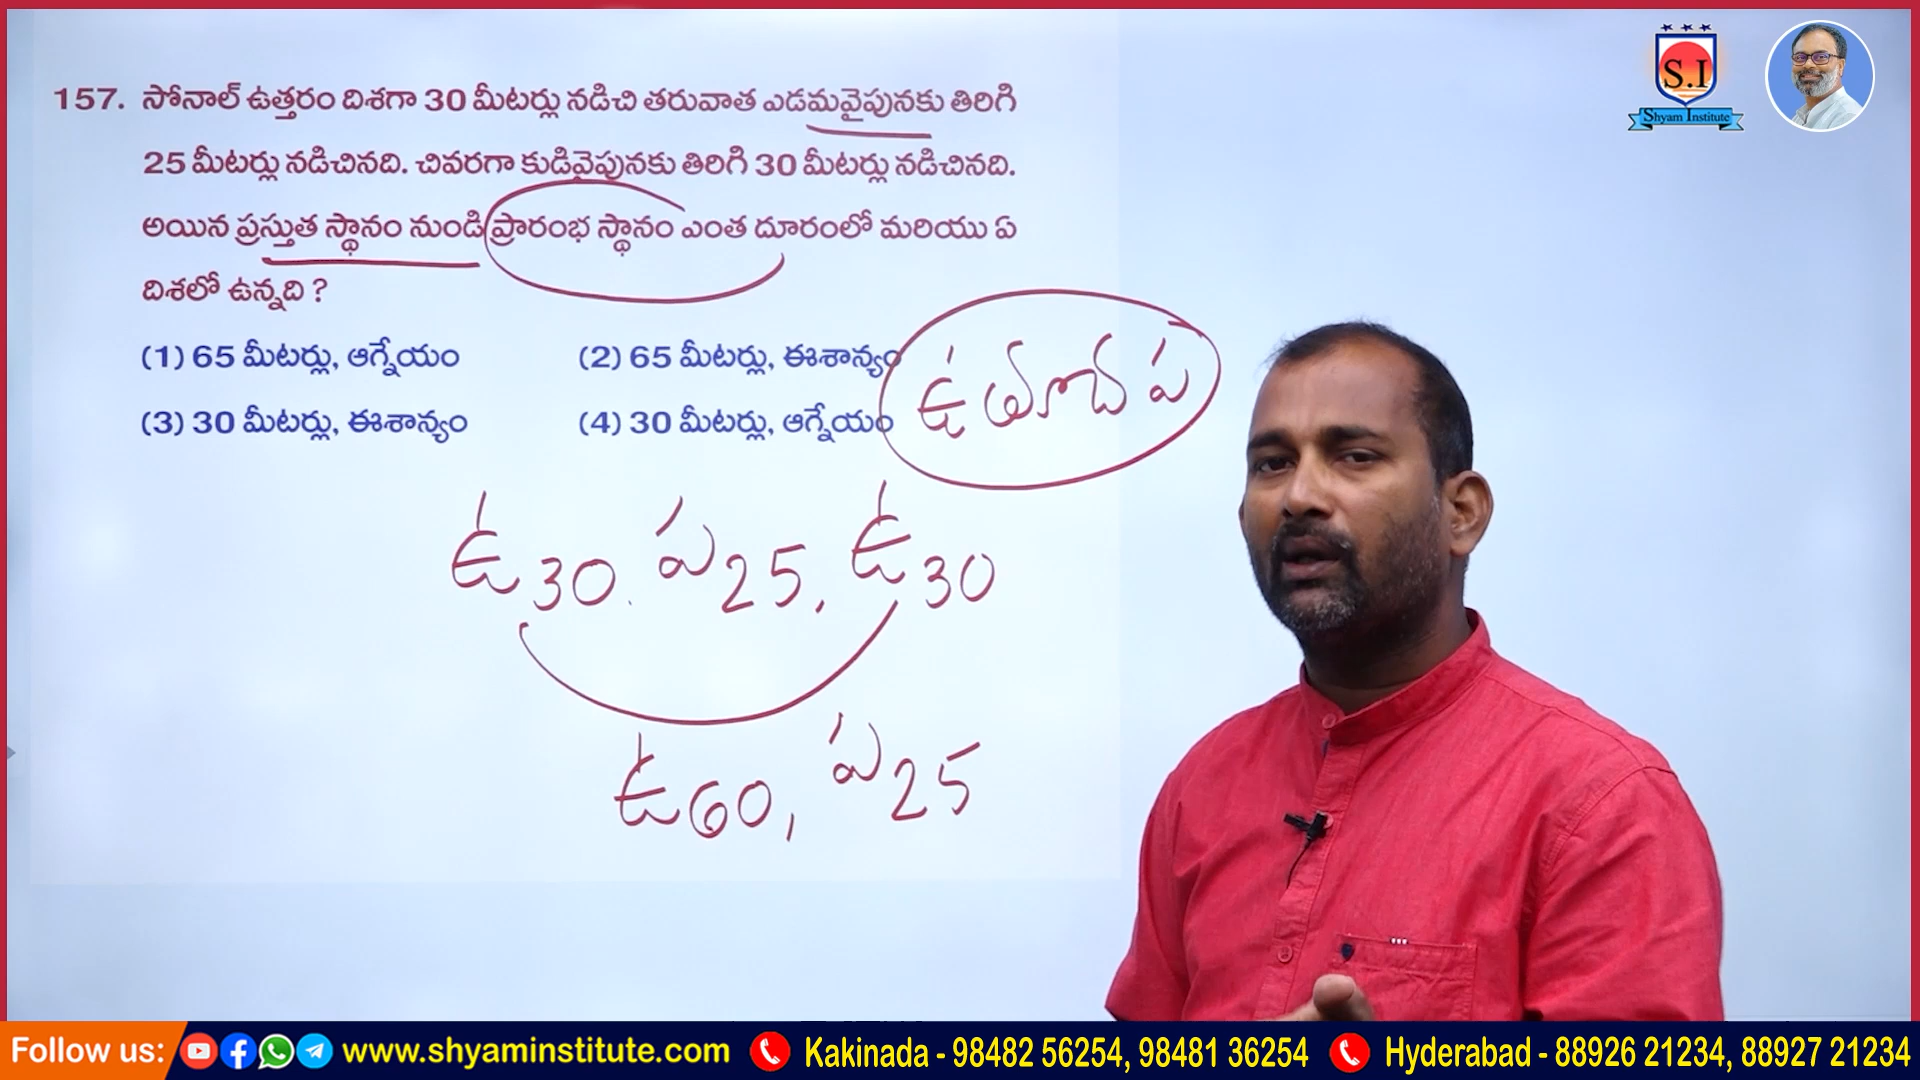 S.I
Shyam Institute
157. సోనాల్ ఉత్తరం దిశగా 30 మీటర్లు నడిచి తరువాత ఎడమవైపునకు తిరిగి
25 మీటర్లు నడిచినది. చివరగా కుడివైపునకు తిరిగి 30 మీటర్లు నడిచినది.
అయిన ప్రస్తుత స్థానం నుండి ప్రారంభ స్థానం ఎంత దూరంలో మరియు ఏ
దిశలో ఉన్నది ?
(1) 65 మీటర్లు, ఆగ్నేయం (2) 65 మీటర్లు, ఈశాన్యం
(3) 30 మీటర్లు, ఈశాన్యం (4) 30 మీటర్లు, ఆగ్నేయం
ఉ తూ ద ప
ఉ30. ప25, ఉ30
ఉ60, ప25
Follow us: www.shyaminstitute.com Kakinada - 98482 56254, 98481 36254 Hyderabad - 88926 21234, 88927 21234